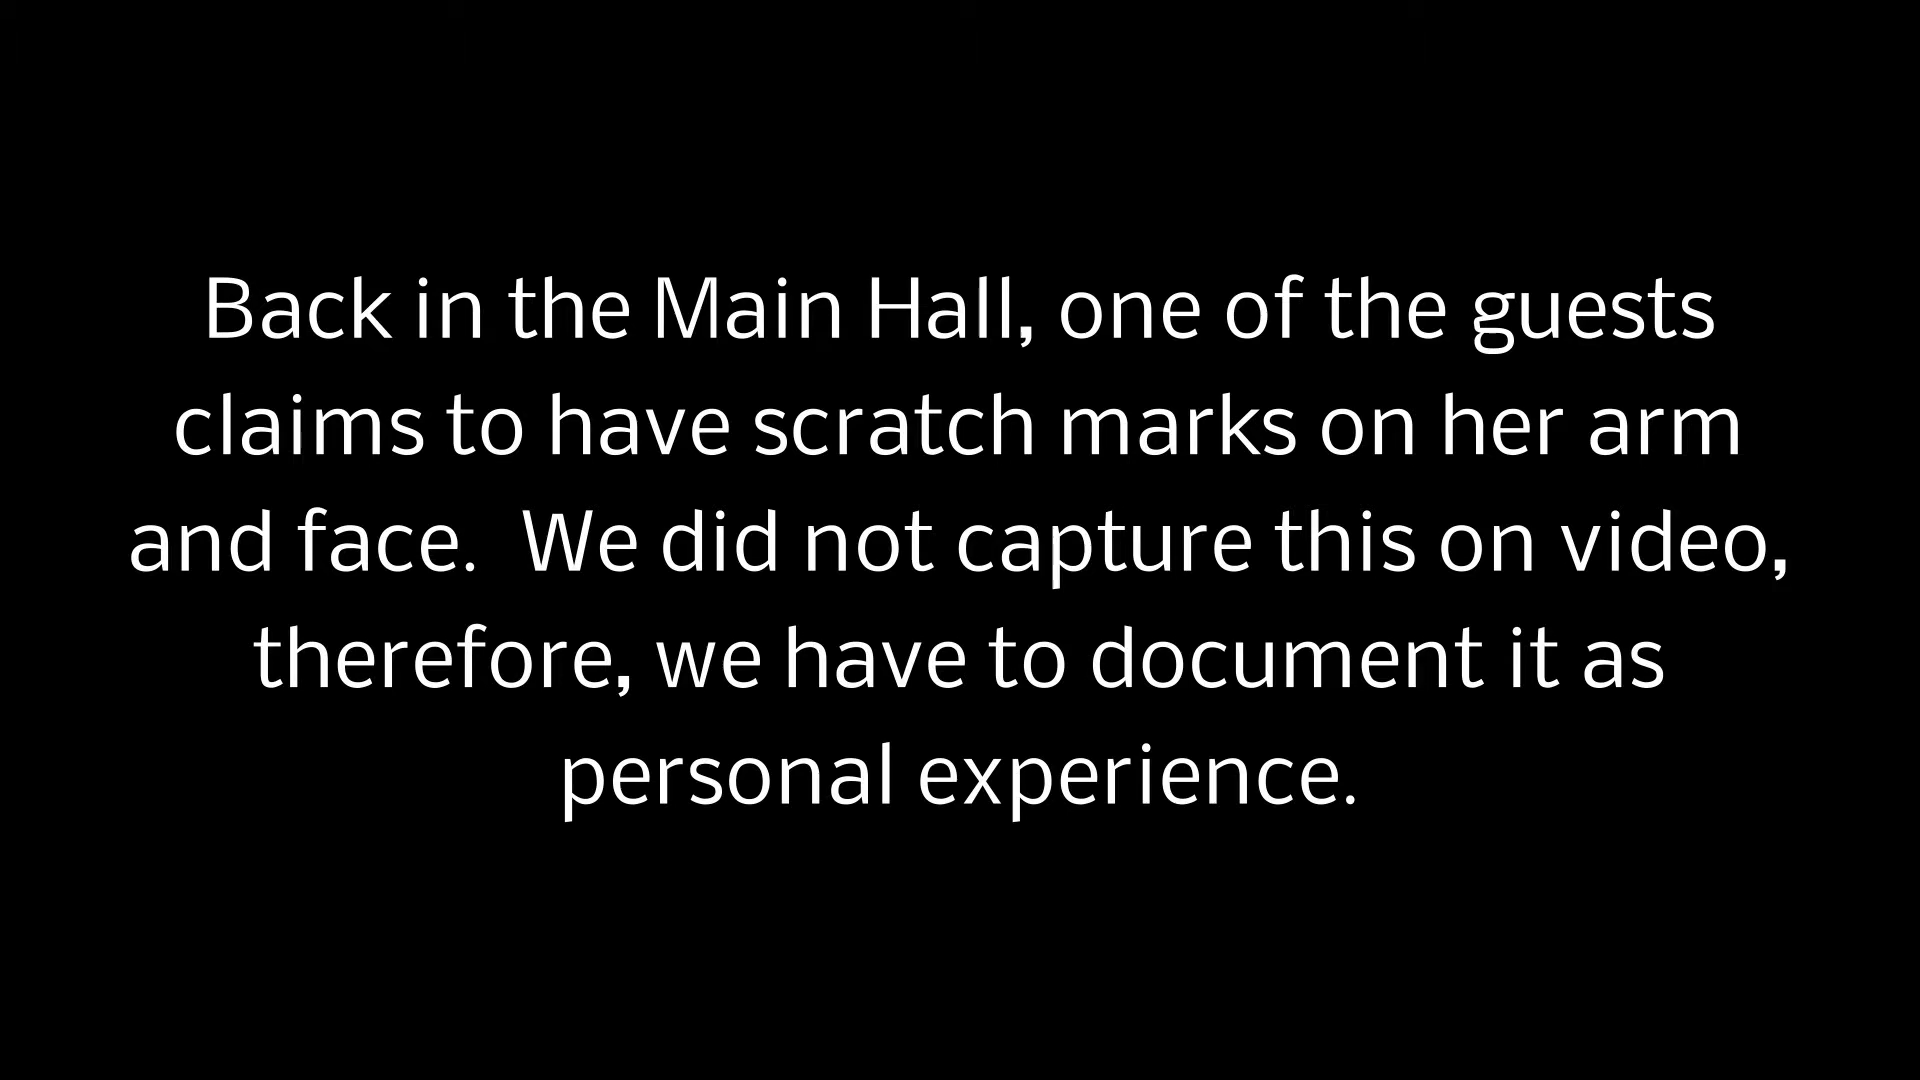 Back in the Main Hall, one of the guests
claims to have scratch marks on her arm
and face.  We did not capture this on video,
therefore, we have to document it as
personal experience.